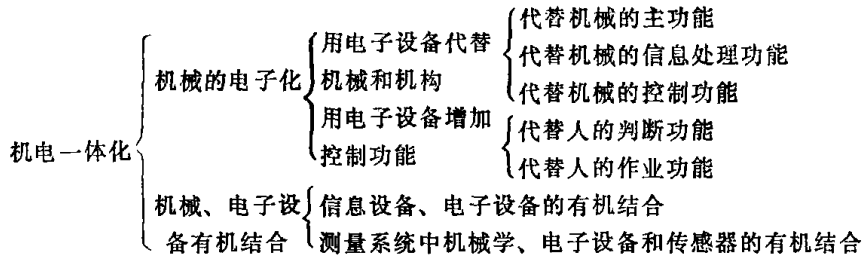 代替机械的主功能
用电子设备代替
代替机械的信息处理功能
机械的电子化
机械和机构
代替机械的控制功能
用电子设备增加
代替人的判断功能
控制功能
代替人的作业功能
机电一体化
机械、电子设
信息设备、电子设备的有机结合
备有机结合
测量系统中机械学、电子设备和传感器的有机结合